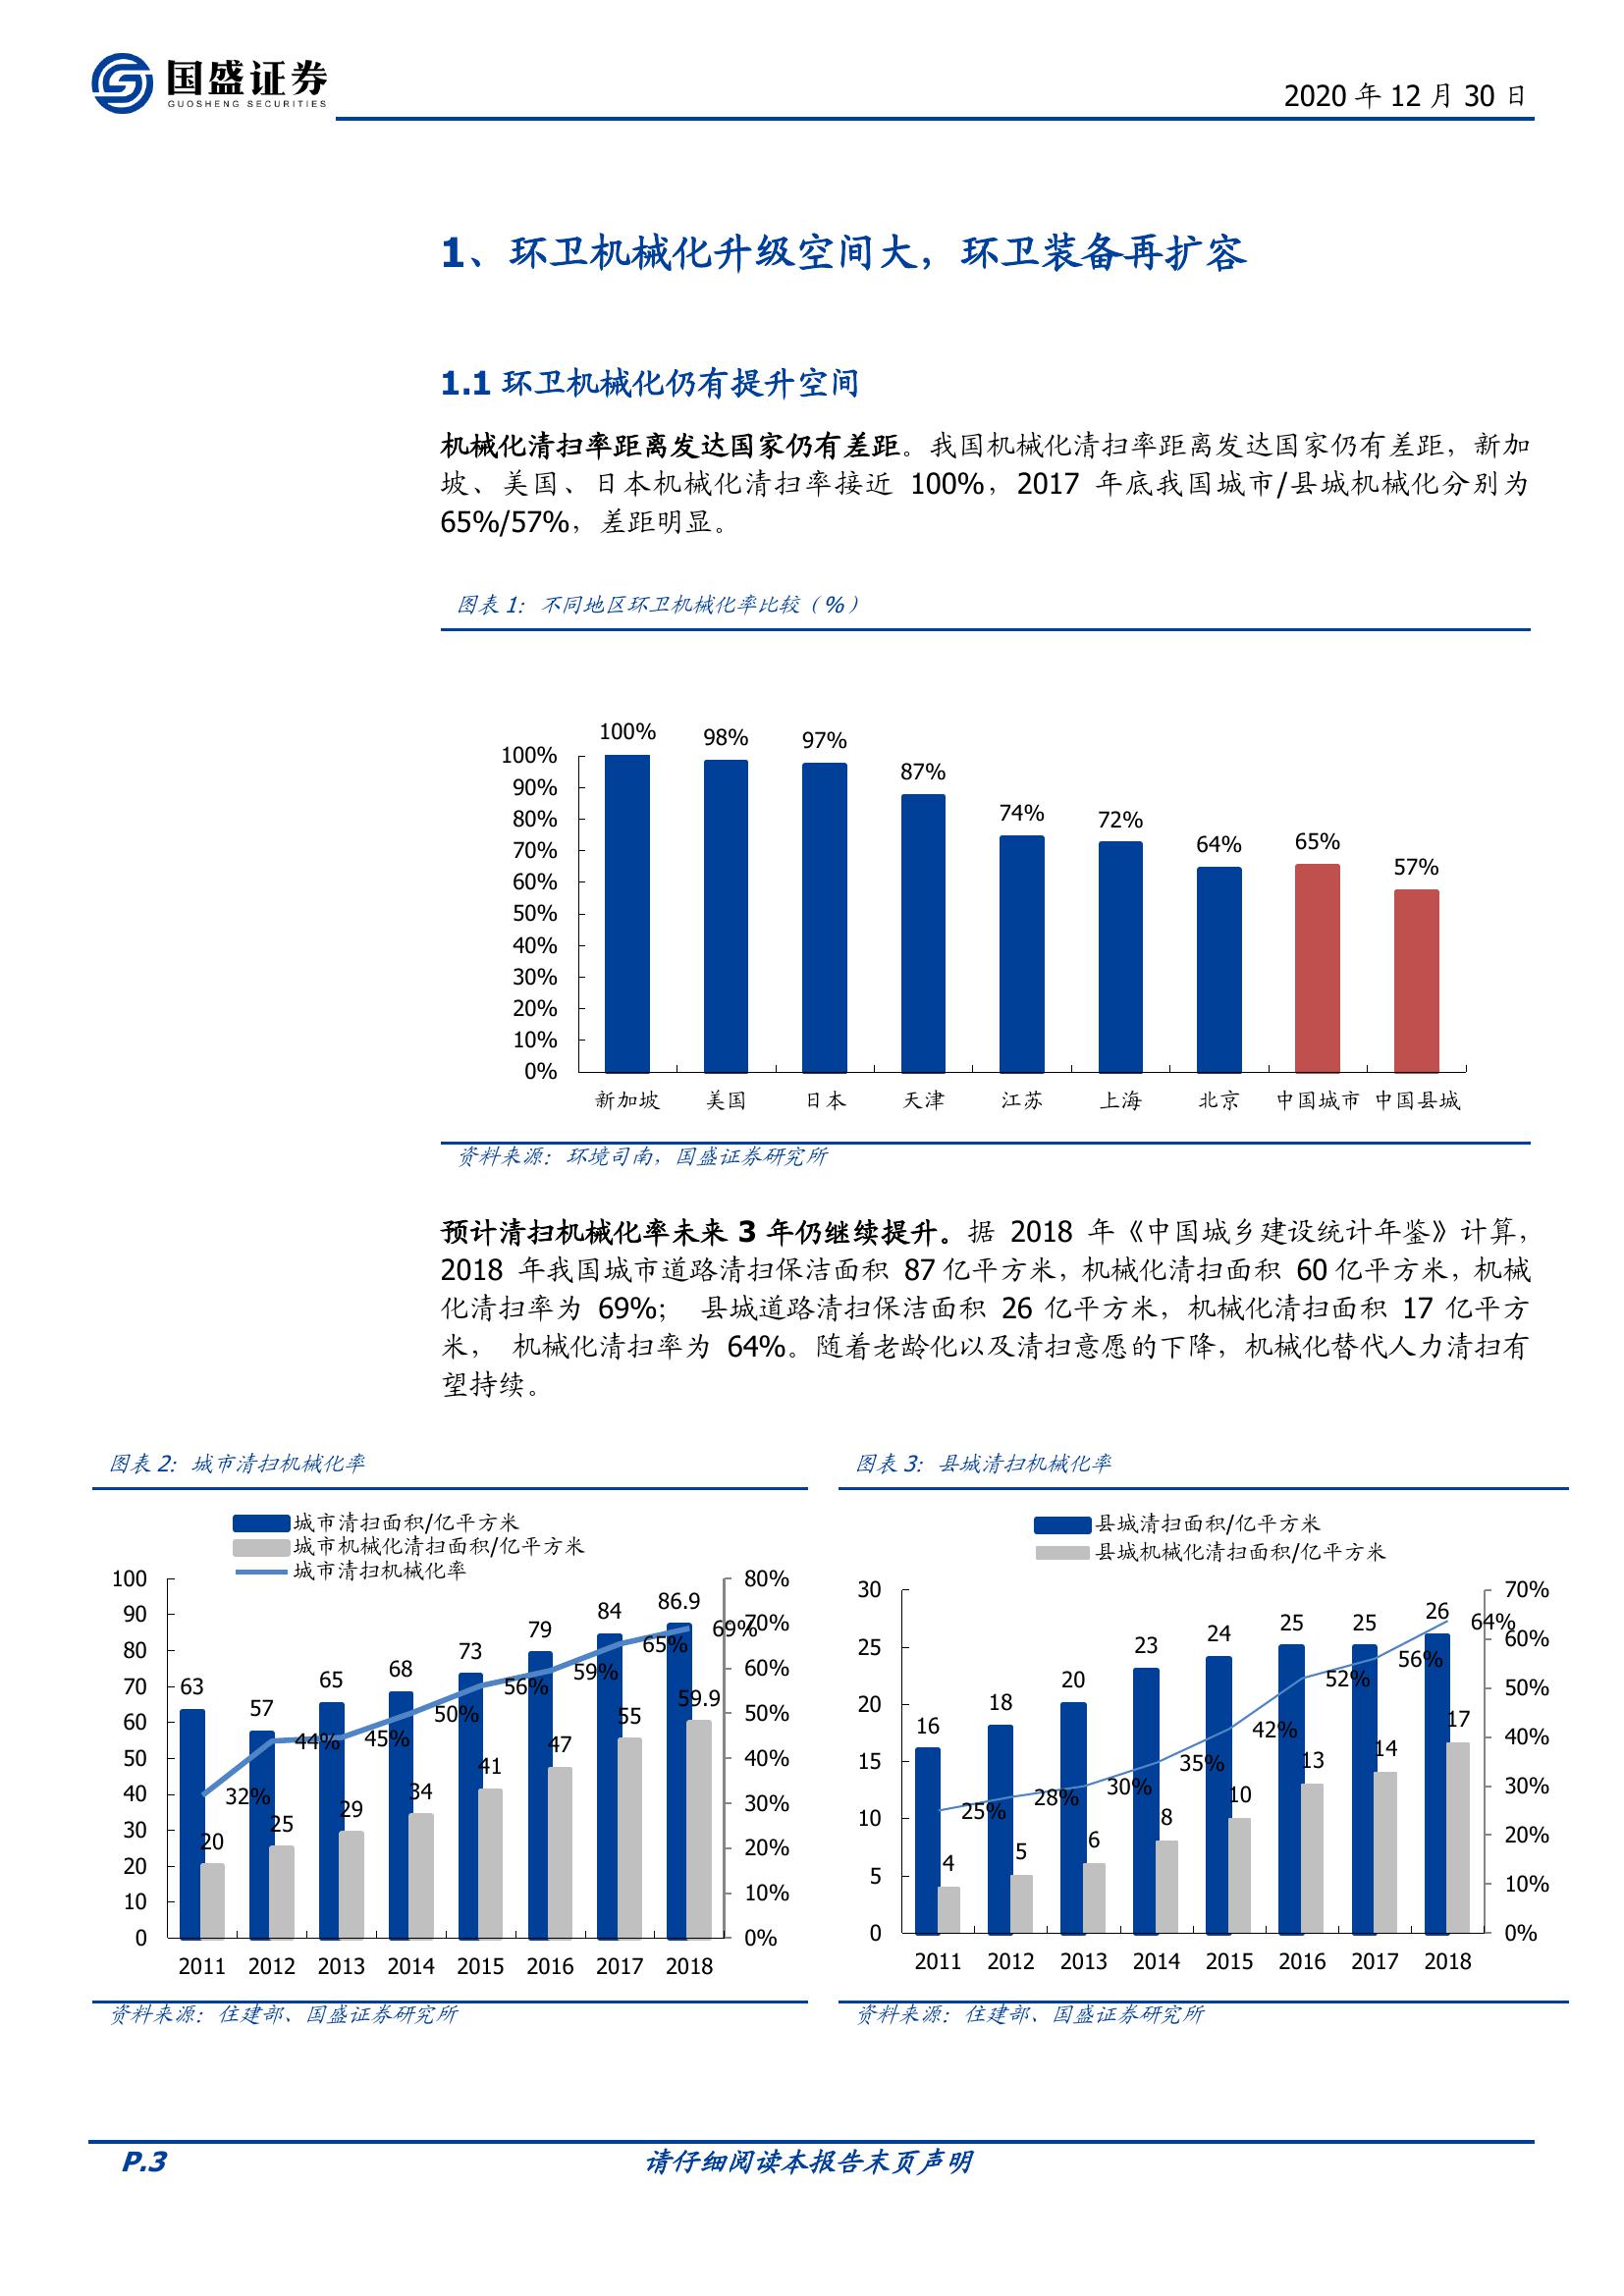 国盛证券
GUOSHENG SECURITIES
2020 年 12 月 30 日
1、环卫机械化升级空间大，环卫装备再扩容
1.1 环卫机械化仍有提升空间
机械化清扫率距离发达国家仍有差距。我国机械化清扫率距离发达国家仍有差距，新加
坡、美国、日本机械化清扫率接近 100%，2017 年底我国城市/县城机械化分别为
65%/57%，差距明显。
图表 1：不同地区环卫机械化率比较（%）
100% 98% 97% 87% 74% 72% 64% 65% 57%
100%
90%
80%
70%
60%
50%
40%
30%
20%
10%
0%
新加坡 美国 日本 天津 江苏 上海 北京 中国城市 中国县城
资料来源：环境司南，国盛证券研究所
预计清扫机械化率未来 3 年仍继续提升。据 2018 年《中国城乡建设统计年鉴》计算，
2018 年我国城市道路清扫保洁面积 87 亿平方米，机械化清扫面积 60 亿平方米，机械
化清扫率为 69%； 县城道路清扫保洁面积 26 亿平方米，机械化清扫面积 17 亿平方
米， 机械化清扫率为 64%。随着老龄化以及清扫意愿的下降，机械化替代人力清扫有
望持续。
图表 2：城市清扫机械化率
城市清扫面积/亿平方米
城市机械化清扫面积/亿平方米
城市清扫机械化率
100
90
80
70
60
50
40
30
20
10
0
63 57 65 68 73 79 84 86.9
20 25 29 34 41 47 55 59.9
32% 44% 45% 50% 56% 59% 65% 69%
80%
70%
60%
50%
40%
30%
20%
10%
0%
2011 2012 2013 2014 2015 2016 2017 2018
资料来源：住建部、国盛证券研究所
图表 3：县城清扫机械化率
县城清扫面积/亿平方米
县城机械化清扫面积/亿平方米
30
25
20
15
10
5
0
16 18 20 23 24 25 25 26
4 5 6 8 10 13 14 17
25% 28% 30% 35% 42% 52% 56% 64%
70%
60%
50%
40%
30%
20%
10%
0%
2011 2012 2013 2014 2015 2016 2017 2018
资料来源：住建部、国盛证券研究所
P.3
请仔细阅读本报告末页声明